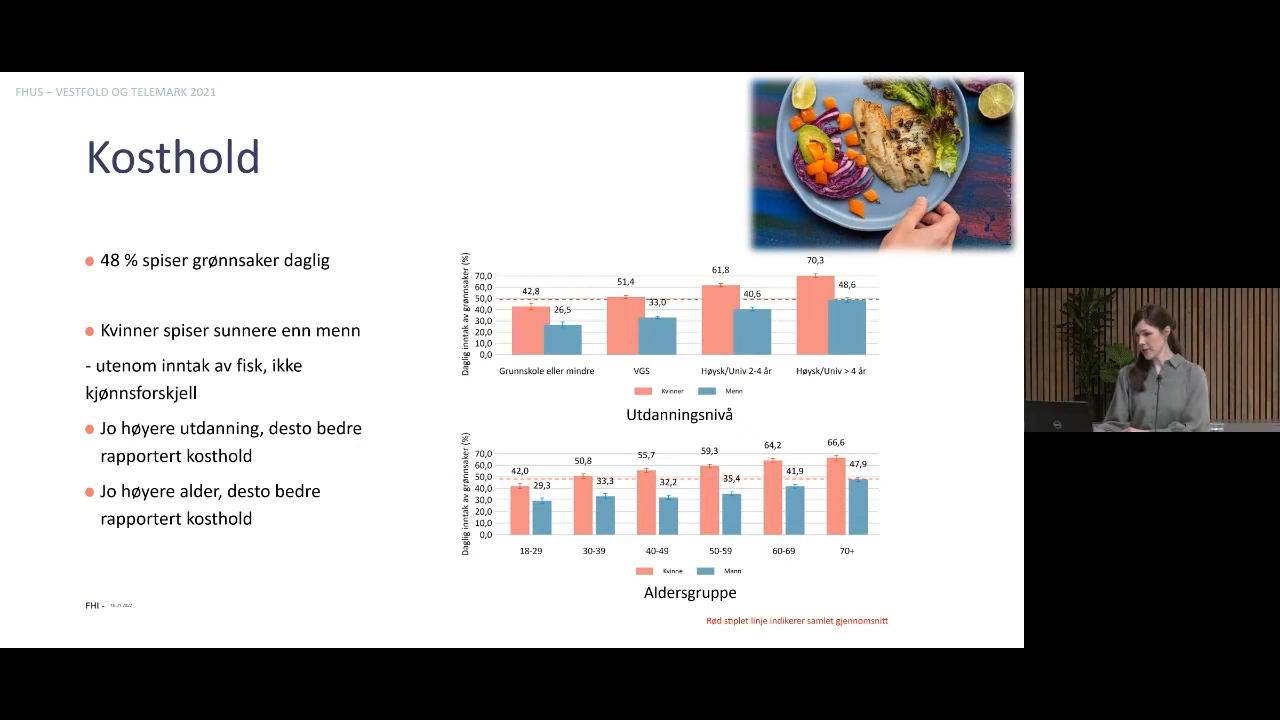 FHUS – VESTFOLD OG TELEMARK 2021
Kosthold
48 % spiser grønnsaker daglig
Kvinner spiser sunnere enn menn
- utenom inntak av fisk, ikke
kjønnsforskjell
Jo høyere utdanning, desto bedre
rapportert kosthold
Jo høyere alder, desto bedre
rapportert kosthold
FHI -
Daglig inntak av grønnsaker (%)
70,0
60,0
50,0
40,0
30,0
20,0
10,0
0,0
42,8 26,5 51,4 33,0 61,8 40,6 70,3 48,6
Grunnskole eller mindre VGS Høysk/Univ 2-4 år Høysk/Univ > 4 år
Kvinner Menn
Utdanningsnivå
Daglig inntak av grønnsaker (%)
70,0
60,0
50,0
40,0
30,0
20,0
10,0
0,0
42,0 29,3 50,8 33,3 55,7 32,2 59,3 35,4 64,2 41,9 66,6 47,9
18-29 30-39 40-49 50-59 60-69 70+
Kvinne Mann
Aldersgruppe
Rød stiplet linje indikerer samlet gjennomsnitt